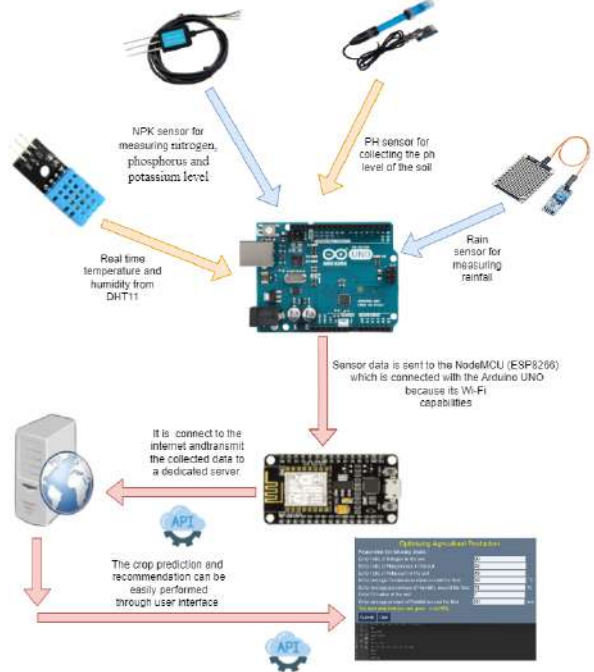 NPK sensor for
measuring nitrogen,
phosphorus and
potassium level
PH sensor for
collecting the ph
level of the soil
Real time
temperature and
humidity from
DHT11
Rain
sensor for
measuring
reinfall
UNO
Sensor data is sent to the NodeMCU (ESP8266)
which is connected with the Arduino UNO
because its Wi-Fi
capabilities
It is connect to the
internet andtransmit
the collected data to
a dedicated server
API
The crop prediction and
recommendation can be
easily performed
through user interface
API
Optimizing Agricultural Production